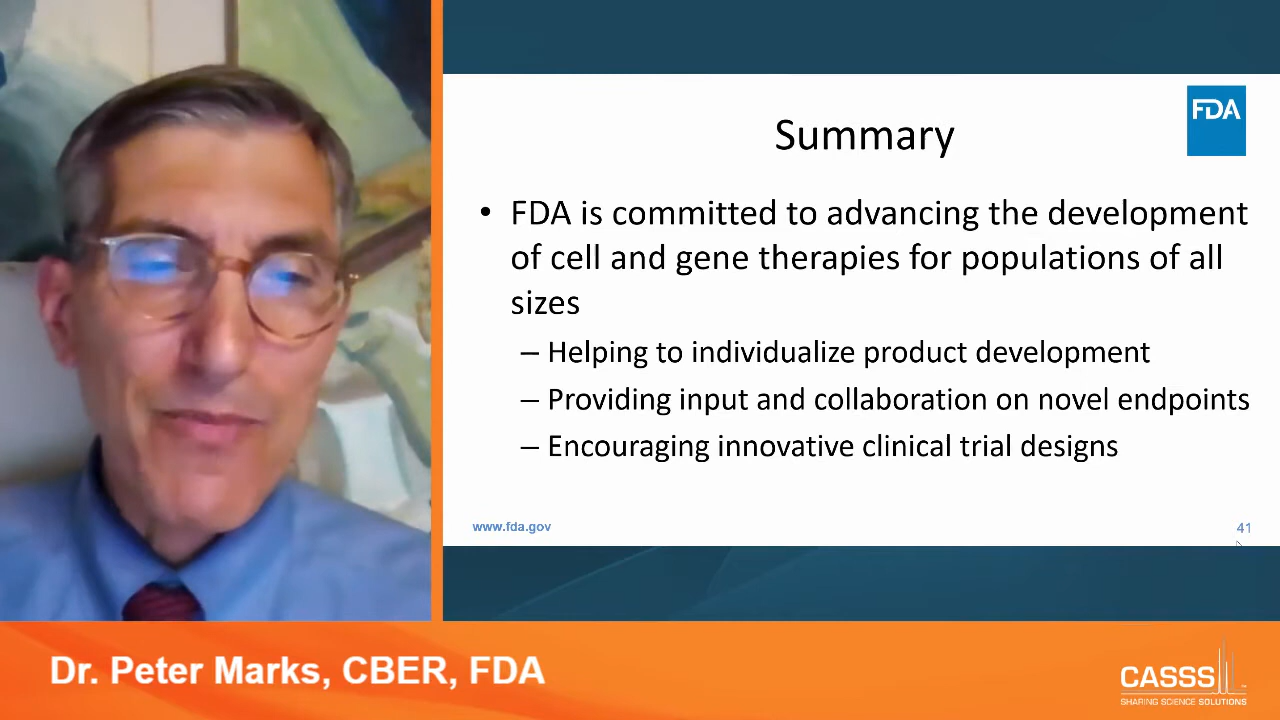 FDA
Summary
• FDA is committed to advancing the development
of cell and gene therapies for populations of all
sizes
– Helping to individualize product development
– Providing input and collaboration on novel endpoints
– Encouraging innovative clinical trial designs
www.fda.gov
41
Dr. Peter Marks, CBER, FDA
CASSS
SHARING SCIENCE SOLUTIONS